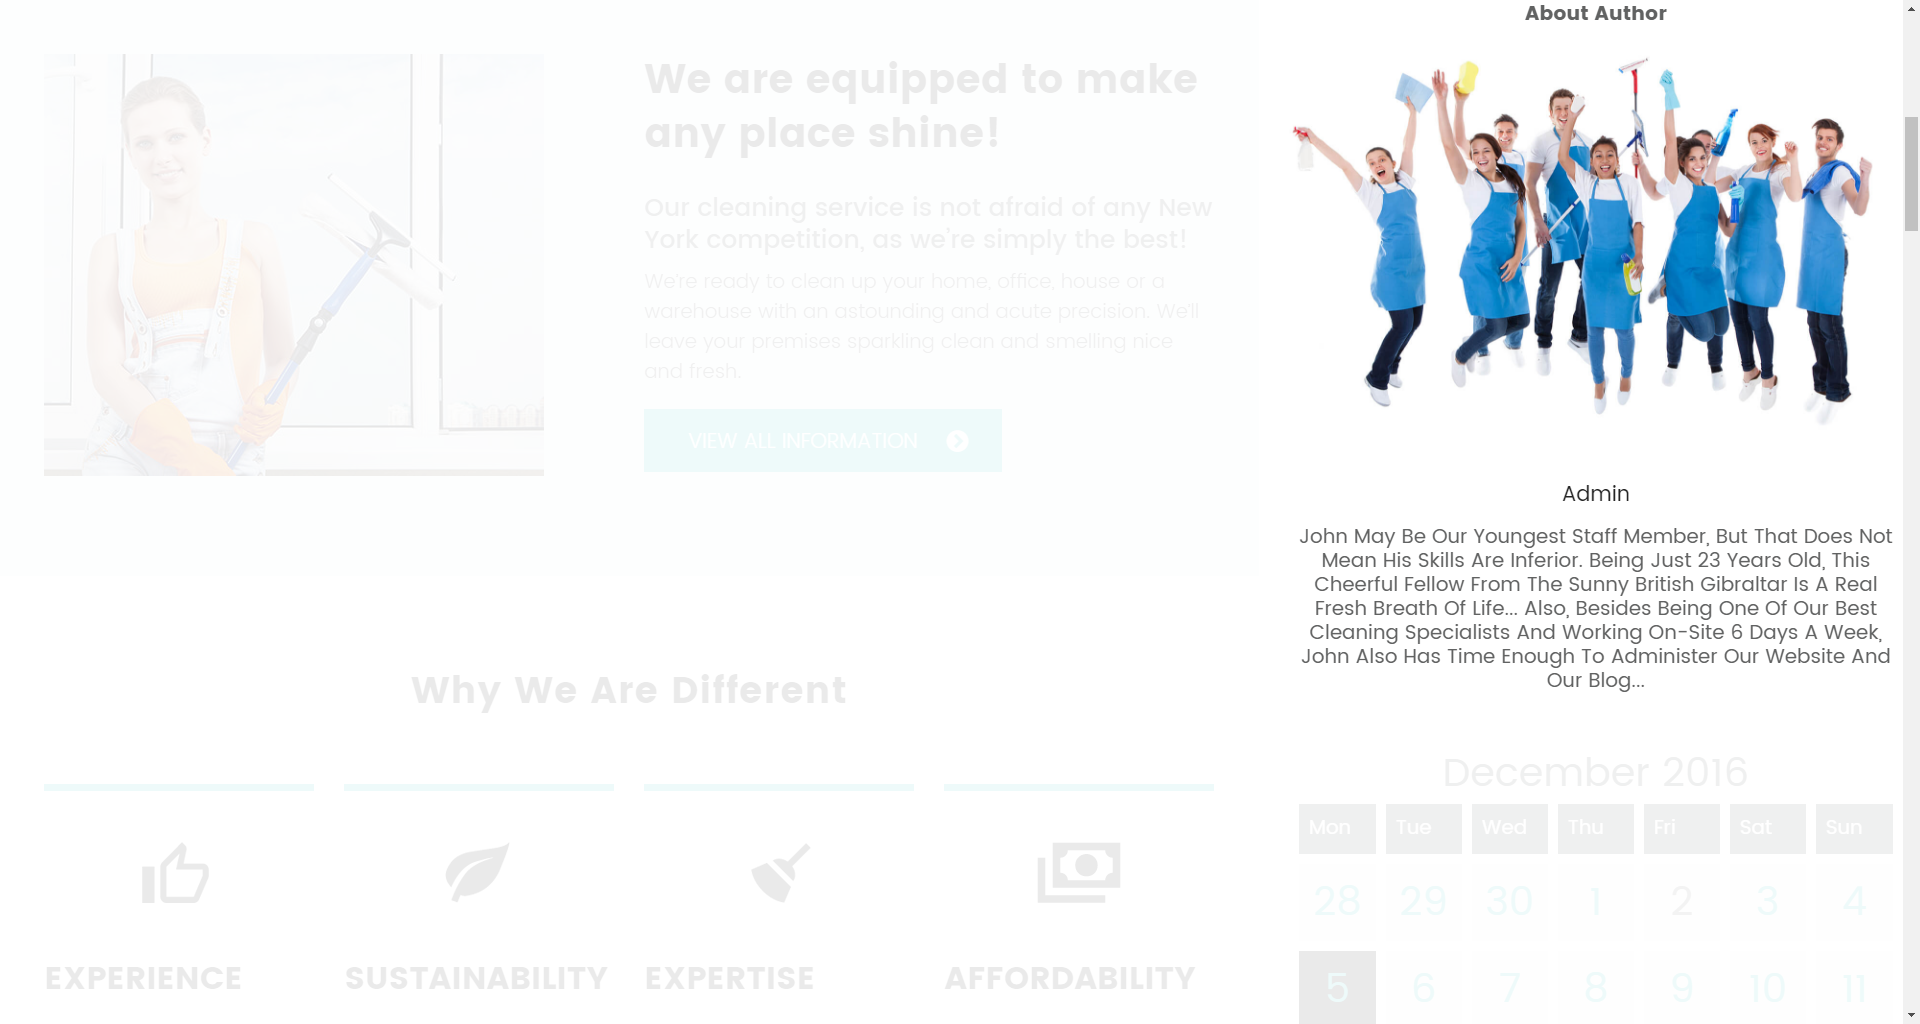 About Author
We are equipped to make
any place shine!
Our cleaning service is not afraid of any New
York competition, as we're simply the best!
We're ready to clean up your home, office, house or a
warehouse with an astounding and acute precision. We'll
leave your premises sparkling clean and smelling nice
and fresh.
VIEW ALL INFORMATION
Admin
John May Be Our Youngest Staff Member, But That Does Not
Mean His Skills Are Inferior. Being Just 23 Years Old, This
Cheerful Fellow From The Sunny British Gibraltar Is A Real
Fresh Breath Of Life... Also, Besides Being One Of Our Best
Cleaning Specialists And Working On-Site 6 Days A Week,
John Also Has Time Enough To Administer Our Website And
Our Blog...
Why We Are Different
EXPERIENCE
SUSTAINABILITY
EXPERTISE
AFFORDABILITY
December 2016
Mon Tue Wed Thu Fri Sat Sun
28 29 30 1 2 3 4
5 6 7 8 9 10 11